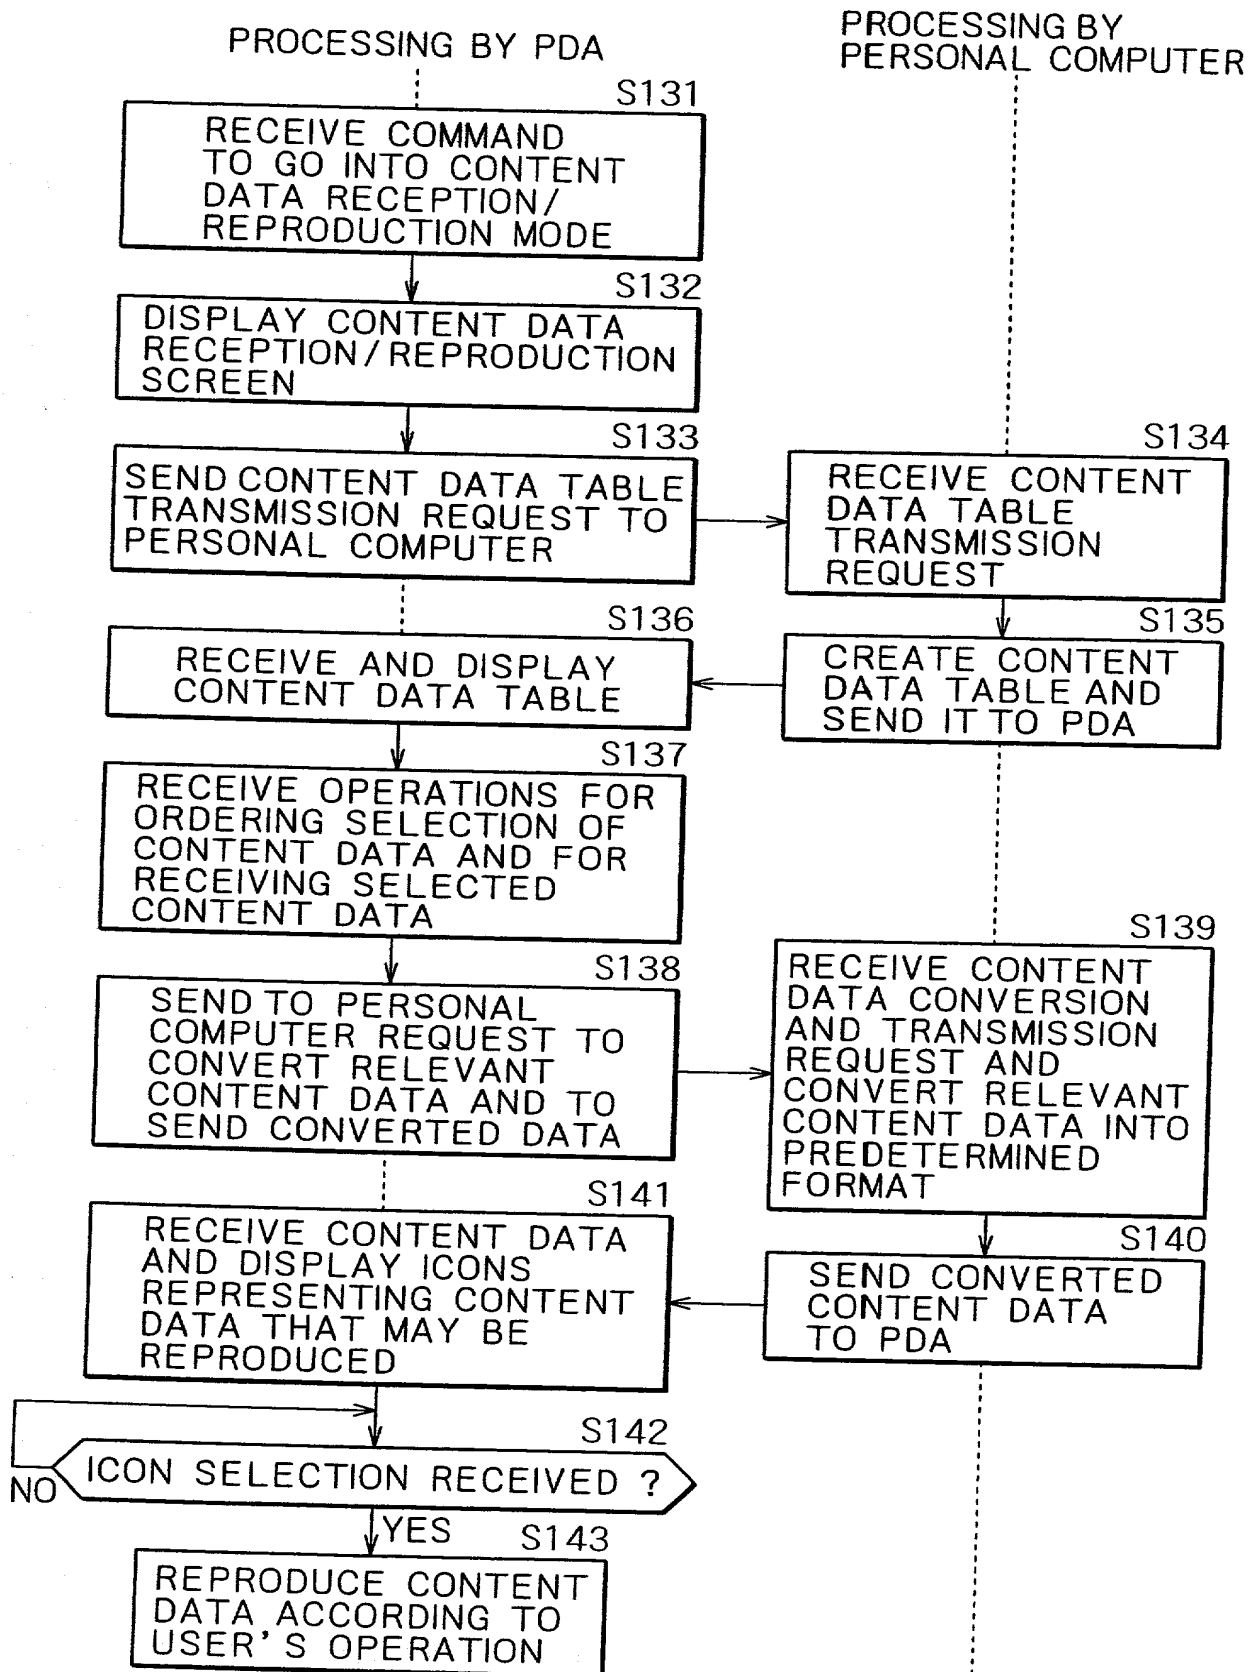 PROCESSING BY PDA
PROCESSING BY
PERSONAL COMPUTER
S131
RECEIVE COMMAND
TO GO INTO CONTENT
DATA RECEPTION/
REPRODUCTION MODE
S132
DISPLAY CONTENT DATA
RECEPTION/REPRODUCTION
SCREEN
S133
SEND CONTENT DATA TABLE
TRANSMISSION REQUEST TO
PERSONAL COMPUTER
S134
RECEIVE CONTENT
DATA TABLE
TRANSMISSION
REQUEST
S135
CREATE CONTENT
DATA TABLE AND
SEND IT TO PDA
S136
RECEIVE AND DISPLAY
CONTENT DATA TABLE
S137
RECEIVE OPERATIONS FOR
ORDERING SELECTION OF
CONTENT DATA AND FOR
RECEIVING SELECTED
CONTENT DATA
S138
SEND TO PERSONAL
COMPUTER REQUEST TO
CONVERT RELEVANT
CONTENT DATA AND TO
SEND CONVERTED DATA
S139
RECEIVE CONTENT
DATA CONVERSION
AND TRANSMISSION
REQUEST AND
CONVERT RELEVANT
CONTENT DATA INTO
PREDETERMINED
FORMAT
S140
SEND CONVERTED
CONTENT DATA
TO PDA
S141
RECEIVE CONTENT DATA
AND DISPLAY ICONS
REPRESENTING CONTENT
DATA THAT MAY BE
REPRODUCED
S142
ICON SELECTION RECEIVED ?
NO
YES
S143
REPRODUCE CONTENT
DATA ACCORDING TO
USER'S OPERATION